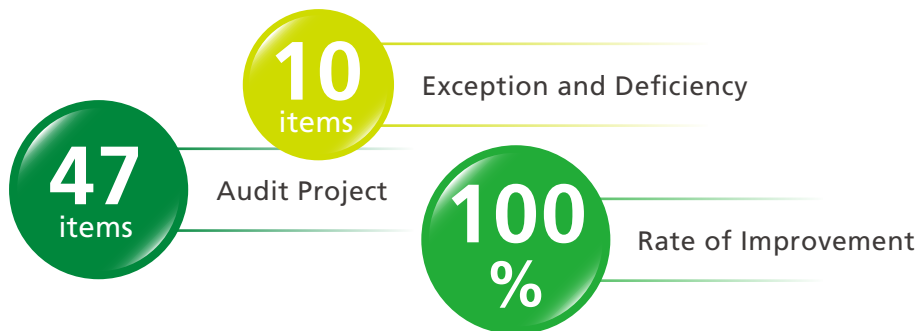 10
items
Exception and Deficiency
47
items
Audit Project
100
%
Rate of Improvement